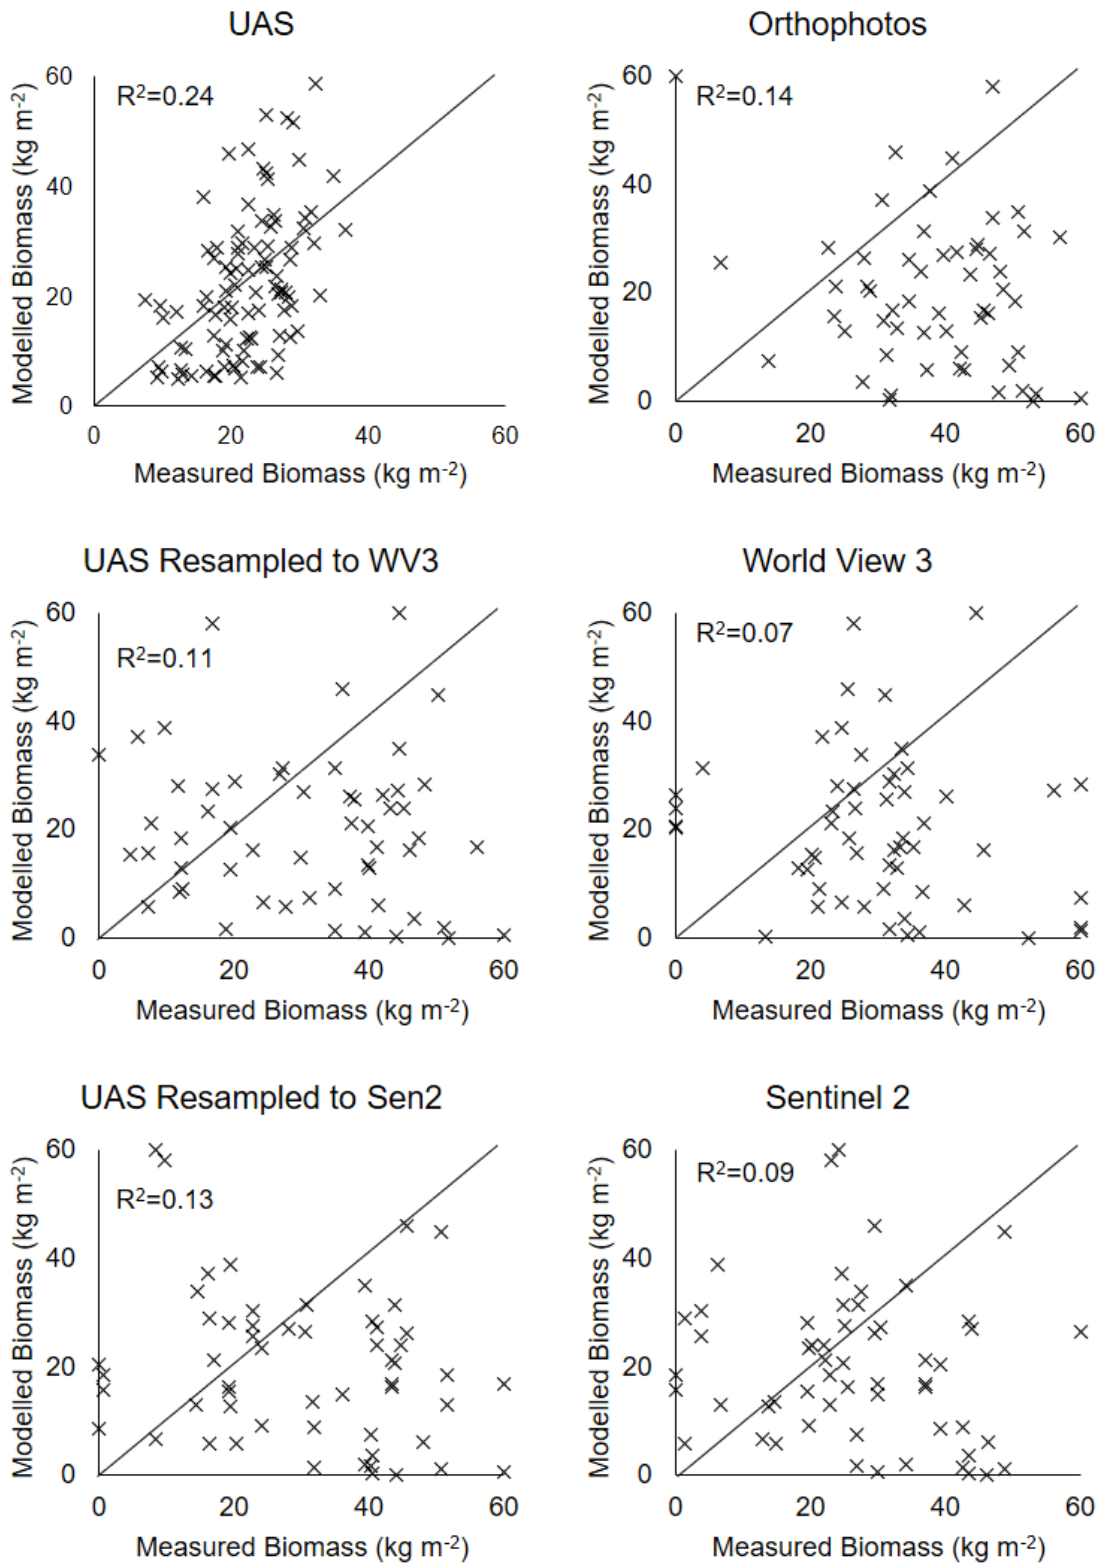 UAS
R²=0.24
Modelled Biomass (kg m⁻²)
60
40
20
0
0 20 40 60
Measured Biomass (kg m⁻²)
Orthophotos
R²=0.14
Modelled Biomass (kg m⁻²)
60
40
20
0
0 20 40 60
Measured Biomass (kg m⁻²)
UAS Resampled to WV3
R²=0.11
Modelled Biomass (kg m⁻²)
60
40
20
0
0 20 40 60
Measured Biomass (kg m⁻²)
World View 3
R²=0.07
Modelled Biomass (kg m⁻²)
60
40
20
0
0 20 40 60
Measured Biomass (kg m⁻²)
UAS Resampled to Sen2
R²=0.13
Modelled Biomass (kg m⁻²)
60
40
20
0
0 20 40 60
Measured Biomass (kg m⁻²)
Sentinel 2
R²=0.09
Modelled Biomass (kg m⁻²)
60
40
20
0
0 20 40 60
Measured Biomass (kg m⁻²)